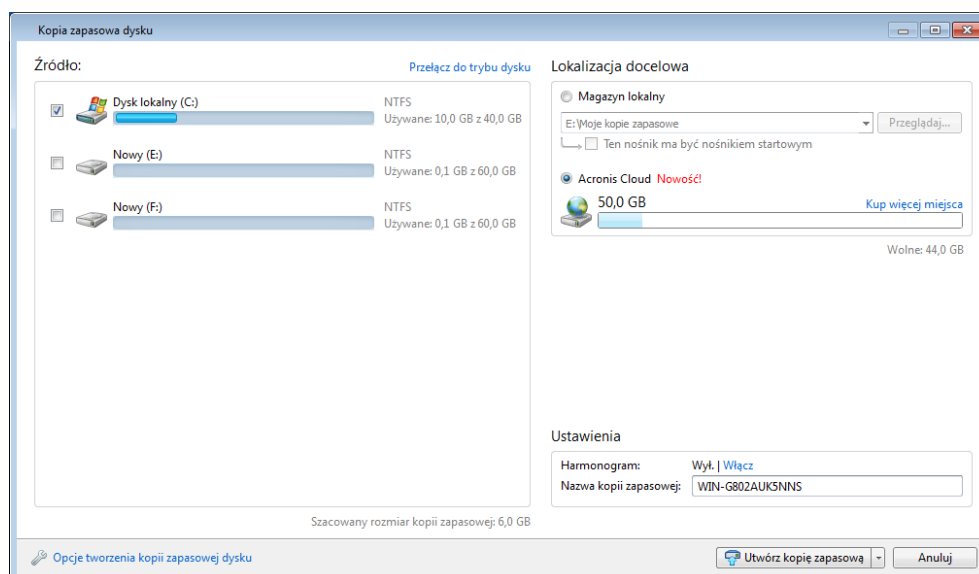 Kopia zapasowa dysku
Źródło:
Przełącz do trybu dysku
Dysk lokalny (C:)
NTFS
Używane: 10,0 GB z 40,0 GB
Nowy (E:)
NTFS
Używane: 0,1 GB z 60,0 GB
Nowy (F:)
NTFS
Używane: 0,1 GB z 60,0 GB
Szacowany rozmiar kopii zapasowej: 6,0 GB
Lokalizacja docelowa
Magazyn lokalny
E:\Moje kopie zapasowe
Przeglądaj...
Ten nośnik ma być nośnikiem startowym
Acronis Cloud Nowość!
50,0 GB
Kup więcej miejsca
Wolne: 44,0 GB
Ustawienia
Harmonogram: Wył. | Włącz
Nazwa kopii zapasowej: WIN-G802AUK5NNS
Opcje tworzenia kopii zapasowej dysku
Utwórz kopię zapasową
Anuluj